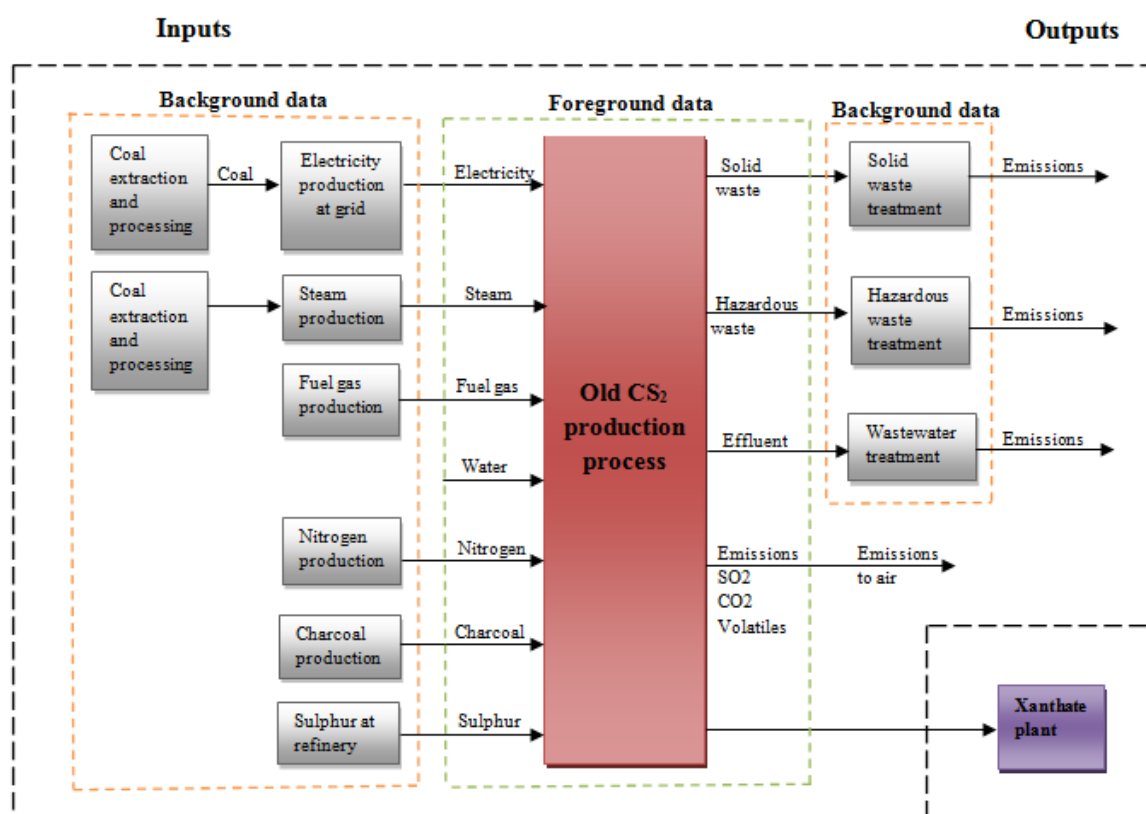 Inputs
Outputs
Background data
Foreground data
Background data
Coal
extraction
and
processing
Coal
Electricity
production
at grid
Electricity
Solid
waste
Solid
waste
treatment
Emissions
Coal
extraction
and
processing
Steam
production
Steam
Hazardous
waste
Hazardous
waste
treatment
Emissions
Fuel gas
production
Fuel gas
Old CS₂
production
process
Effluent
Wastewater
treatment
Emissions
Water
Nitrogen
production
Nitrogen
Emissions
SO2
CO2
Volatiles
Emissions
to air
Charcoal
production
Charcoal
Sulphur at
refinery
Sulphur
Xanthate
plant